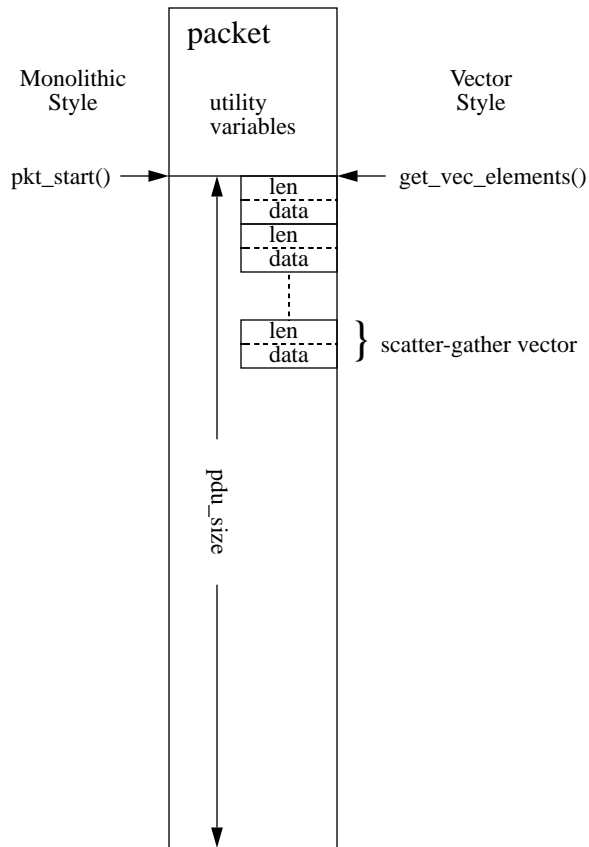 packet
Monolithic
Style
utility
variables
Vector
Style
pkt_start()
get_vec_elements()
len
data
len
data
len
data
} scatter-gather vector
pdu_size